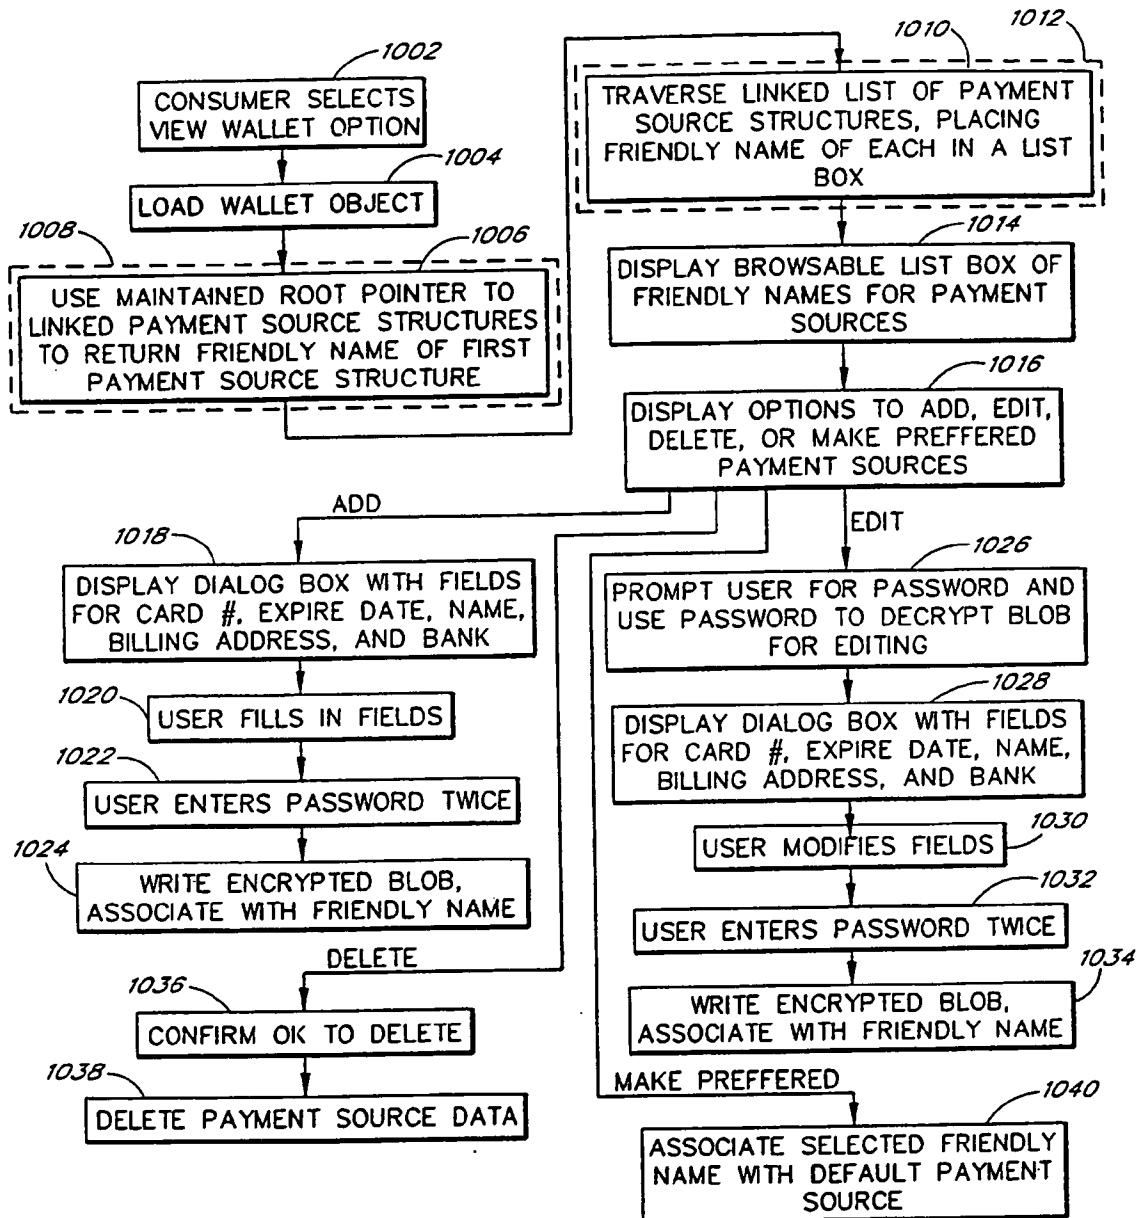 1002
CONSUMER SELECTS
VIEW WALLET OPTION
1004
LOAD WALLET OBJECT
1008
1006
USE MAINTAINED ROOT POINTER TO
LINKED PAYMENT SOURCE STRUCTURES
TO RETURN FRIENDLY NAME OF FIRST
PAYMENT SOURCE STRUCTURE
1010
1012
TRAVERSE LINKED LIST OF PAYMENT
SOURCE STRUCTURES, PLACING
FRIENDLY NAME OF EACH IN A LIST
BOX
1014
DISPLAY BROWSABLE LIST BOX OF
FRIENDLY NAMES FOR PAYMENT
SOURCES
1016
DISPLAY OPTIONS TO ADD, EDIT,
DELETE, OR MAKE PREFFERED
PAYMENT SOURCES
ADD
1018
DISPLAY DIALOG BOX WITH FIELDS
FOR CARD #, EXPIRE DATE, NAME,
BILLING ADDRESS, AND BANK
1020
USER FILLS IN FIELDS
1022
USER ENTERS PASSWORD TWICE
1024
WRITE ENCRYPTED BLOB,
ASSOCIATE WITH FRIENDLY NAME
EDIT
1026
PROMPT USER FOR PASSWORD AND
USE PASSWORD TO DECRYPT BLOB
FOR EDITING
1028
DISPLAY DIALOG BOX WITH FIELDS
FOR CARD #, EXPIRE DATE, NAME,
BILLING ADDRESS, AND BANK
1030
USER MODIFIES FIELDS
1032
USER ENTERS PASSWORD TWICE
1034
WRITE ENCRYPTED BLOB,
ASSOCIATE WITH FRIENDLY NAME
DELETE
1036
CONFIRM OK TO DELETE
1038
DELETE PAYMENT SOURCE DATA
MAKE PREFFERED
1040
ASSOCIATE SELECTED FRIENDLY
NAME WITH DEFAULT PAYMENT
SOURCE